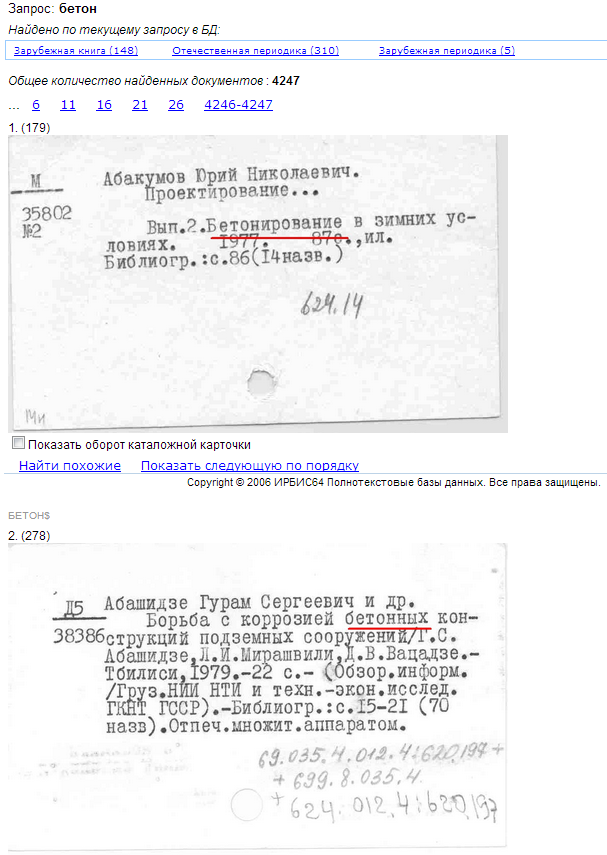 Запрос: бетон
Найдено по текущему запросу в БД:
Зарубежная книга (148) Отечественная периодика (310) Зарубежная периодика (5)
Общее количество найденных документов : 4247
... 6 11 16 21 26 4246-4247
1. (179)
М
35802
№2
Абакумов Юрий Николаевич.
Проектирование...
Вып.2.Бетонирование в зимних ус-
ловиях. 1977. 87с.,ил.
Библиогр.:с.86(14назв.)
624.14
Ми
Показать оборот каталожной карточки
Найти похожие Показать следующую по порядку
Copyright © 2006 ИРБИС64 Полнотекстовые базы данных. Все права защищены.
БЕТОН$
2. (278)
Д5
38386
Абашидзе Гурам Сергеевич и др.
Борьба с коррозией бетонных кон-
струкций подземных сооружений/Г.С.
Абашидзе,Л.И.Мирашвили,Д.В.Вацадзе.-
Тбилиси,1979.-22 с.- (Обзор.информ.
/Груз.НИИ НТИ и техн.-экон.исслед.
ГКНТ ГССР).-Библиогр.:с.15-21 (70
назв).Отпеч.множит.аппаратом.
69.035.4.012.4:620.197+
+ 699.8.035.4
+ 624.012.4:620.197